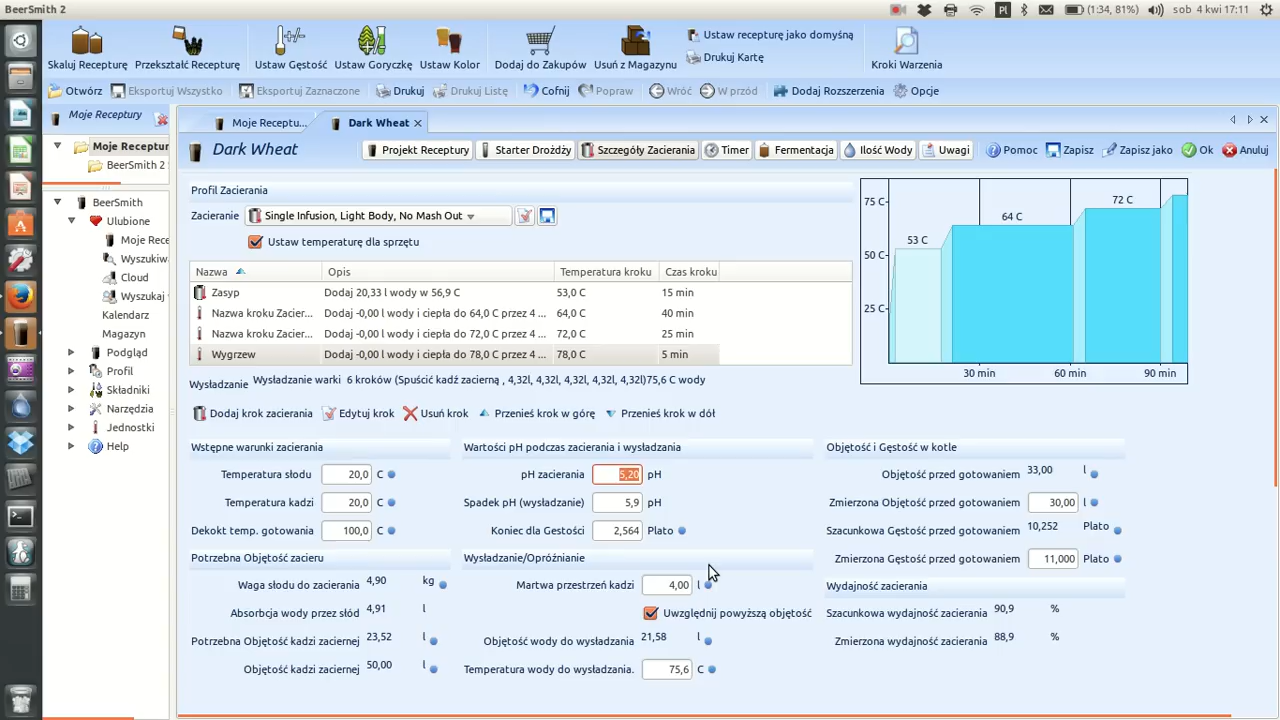 BeerSmith 2
Pl
(1:34, 81%)
sob 4 kwi 17:11
Skaluj Recepturę
Przekształć Recepturę
Ustaw Gęstość
Ustaw Goryczkę
Ustaw Kolor
Dodaj do Zakupów
Usuń z Magazynu
Ustaw recepturę jako domyśną
Drukuj Kartę
Kroki Warzenia
Otwórz
Eksportuj Wszystko
Eksportuj Zaznaczone
Drukuj
Drukuj Listę
Cofnij
Popraw
Wróć
W przód
Dodaj Rozszerzenia
Opcje
Moje Receptury
Moje Receptur
BeerSmith 2
BeerSmith
Ulubione
Moje Rece
Wyszukiwa
Cloud
Wyszukaj
Kalendarz
Magazyn
Podgląd
Profil
Składniki
Narzędzia
Jednostki
Help
Moje Receptu...
Dark Wheat
Dark Wheat
Projekt Receptury
Starter Drożdży
Szczegóły Zacierania
Timer
Fermentacja
Ilość Wody
Uwagi
Pomoc
Zapisz
Zapisz jako
Ok
Anuluj
Profil Zacierania
Zacieranie
Single Infusion, Light Body, No Mash Out
Ustaw temperaturę dla sprzętu
Nazwa
Opis
Temperatura kroku
Czas kroku
Zasyp
Dodaj 20,33 l wody w 56,9 C
53,0 C
15 min
Nazwa kroku Zacier...
Dodaj -0,00 l wody i ciepła do 64,0 C przez 4 ...
64,0 C
40 min
Nazwa kroku Zacier...
Dodaj -0,00 l wody i ciepła do 72,0 C przez 4 ...
72,0 C
25 min
Wygrzew
Dodaj -0,00 l wody i ciepła do 78,0 C przez 4 ...
78,0 C
5 min
75 C
50 C
25 C
53 C
64 C
72 C
30 min
60 min
90 min
Wysładzanie
Wysładzanie warki 6 kroków (Spuścić kadź zacierną , 4,32l, 4,32l, 4,32l, 4,32l, 4,32l)75,6 C wody
Dodaj krok zacierania
Edytuj krok
Usuń krok
Przenieś krok w górę
Przenieś krok w dół
Wstępne warunki zacierania
Temperatura słodu 20,0 C
Temperatura kadzi 20,0 C
Dekokt temp. gotowania 100,0 C
Potrzebna Objętość zacieru
Waga słodu do zacierania 4,90 kg
Absorbcja wody przez słód 4,91 l
Potrzebna Objętość kadzi zaciernej 23,52 l
Objętość kadzi zaciernej 50,00 l
Wartości pH podczas zacierania i wysładzania
pH zacierania 5,20 pH
Spadek pH (wysładzanie) 5,9 pH
Koniec dla Gestości 2,564 Plato
Wysładzanie/Opróżnianie
Martwa przestrzeń kadzi 4,00 l
Uwzględnij powyższą objętość
Objętość wody do wysładzania 21,58 l
Temperatura wody do wysładzania. 75,6 C
Objętość i Gęstość w kotle
Objętość przed gotowaniem 33,00 l
Zmierzona Objętość przed gotowaniem 30,00 l
Szacunkowa Gęstość przed gotowaniem 10,252 Plato
Zmierzona Gęstość przed gotowaniem 11,000 Plato
Wydajność zacierania
Szacunkowa wydajność zacierania 90,9 %
Zmierzona wydajność zacierania 88,9 %